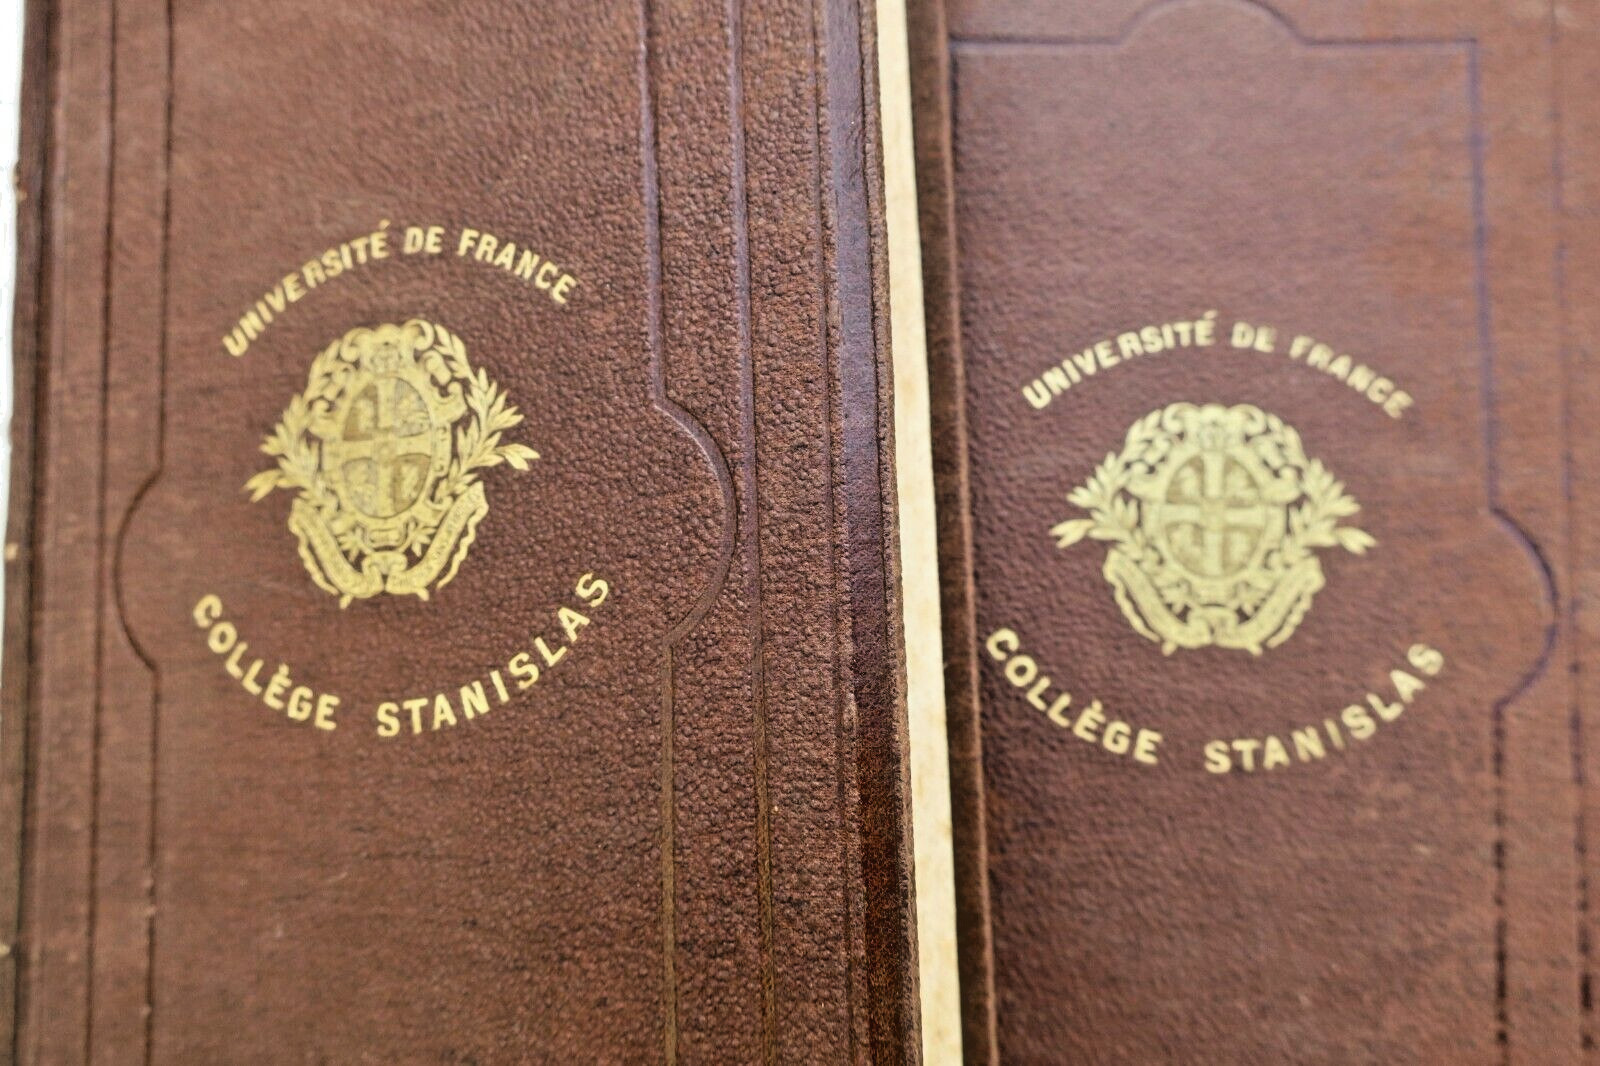 UNIVERSITÉ DE FRANCE
COLLÈGE STANISLAS
UNIVERSITÉ DE FRANCE
COLLÈGE STANISLAS